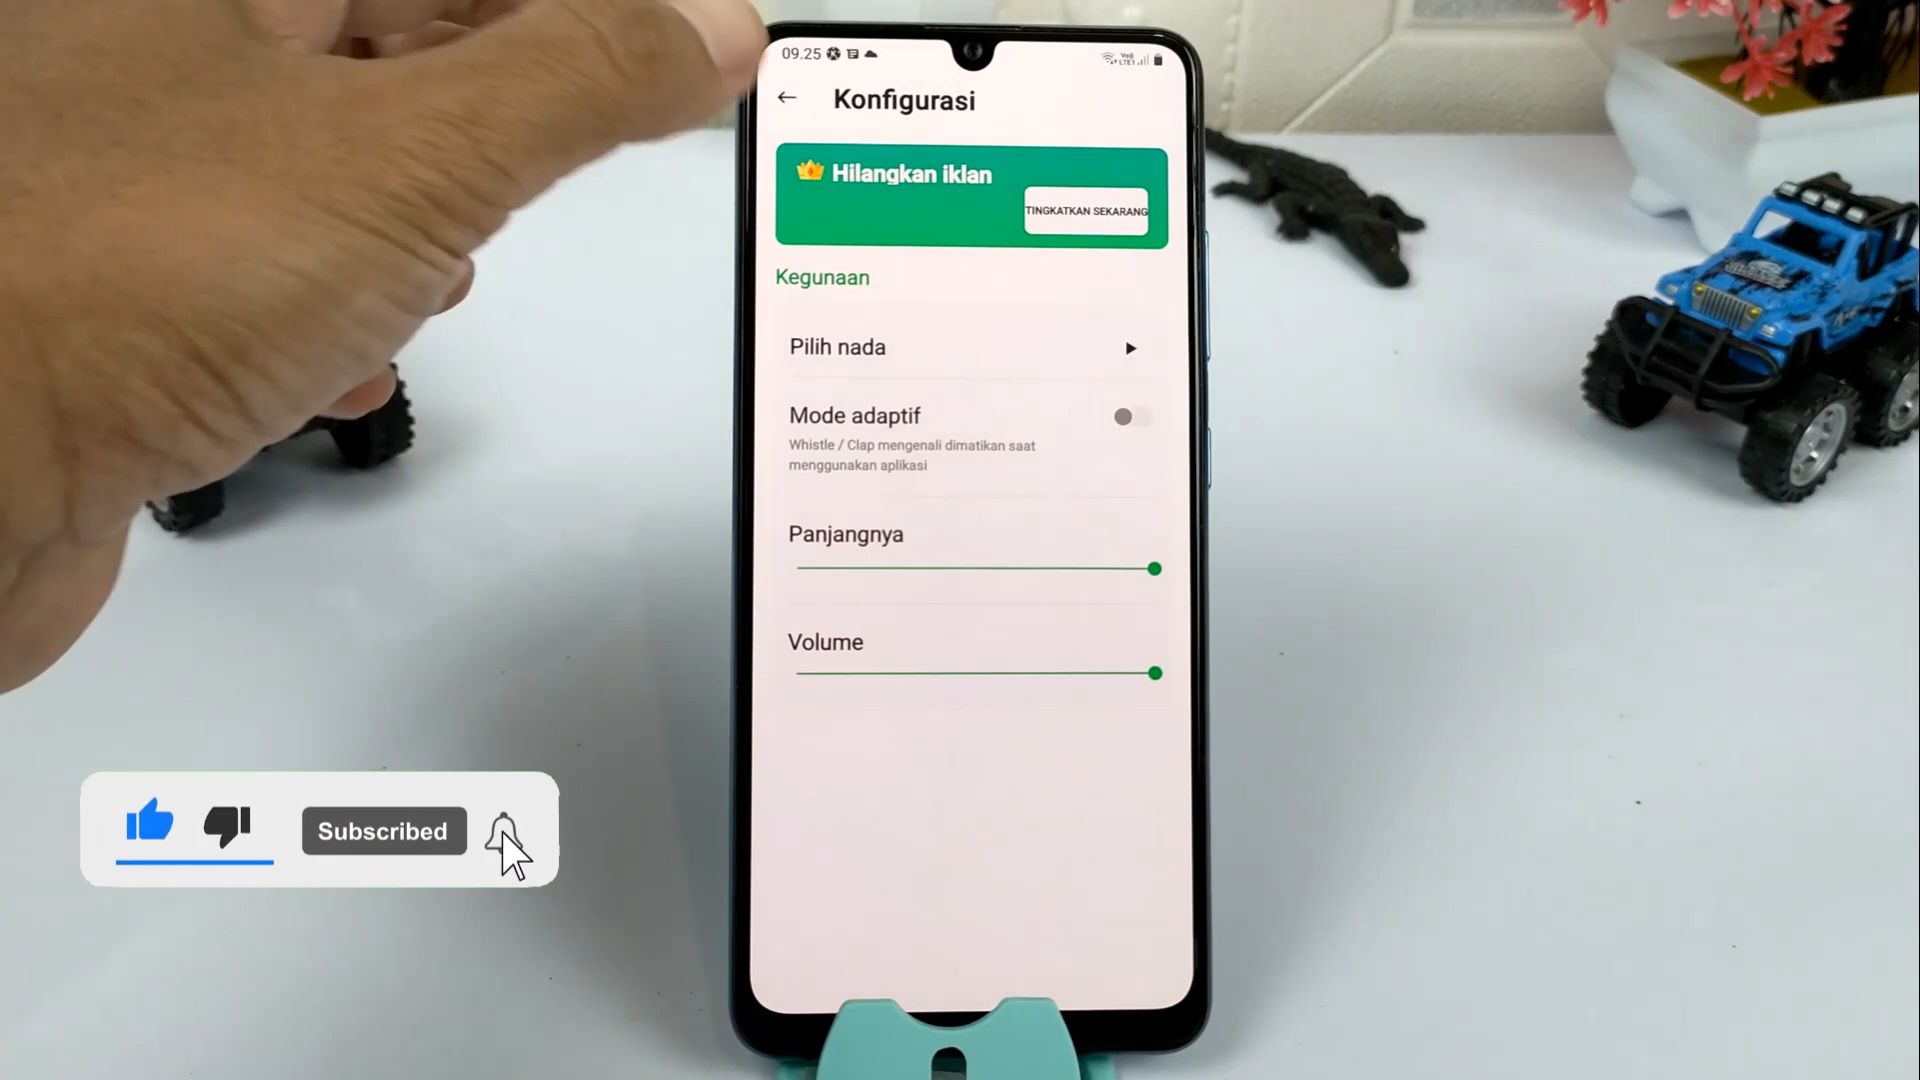 09.25
Konfigurasi
Hilangkan iklan
TINGKATKAN SEKARANG
Kegunaan
Pilih nada
Mode adaptif
Whistle / Clap mengenali dimatikan saat
menggunakan aplikasi
Panjangnya
Volume
Subscribed